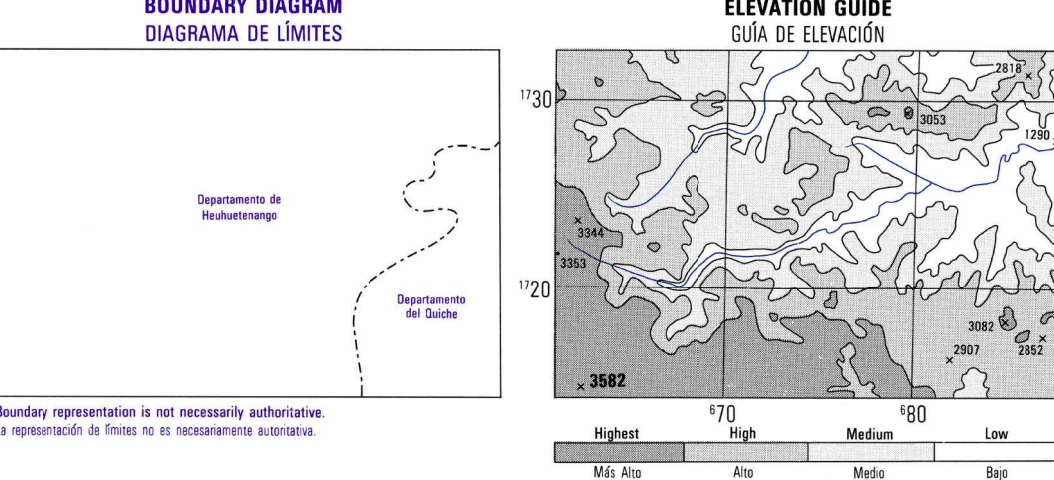 BOUNDARY DIAGRAM
DIAGRAMA DE LÍMITES
Departamento de
Heuhuetenango
Departamento
del Quiche
Boundary representation is not necessarily authoritative.
La representación de límites no es necesariamente autoritativa.
ELEVATION GUIDE
GUÍA DE ELEVACIÓN
2818
1730
3053
1290
3344
3353
1720
3082
2907
2852
3582
670
680
Highest
High
Medium
Low
Más Alto
Alto
Medio
Bajo